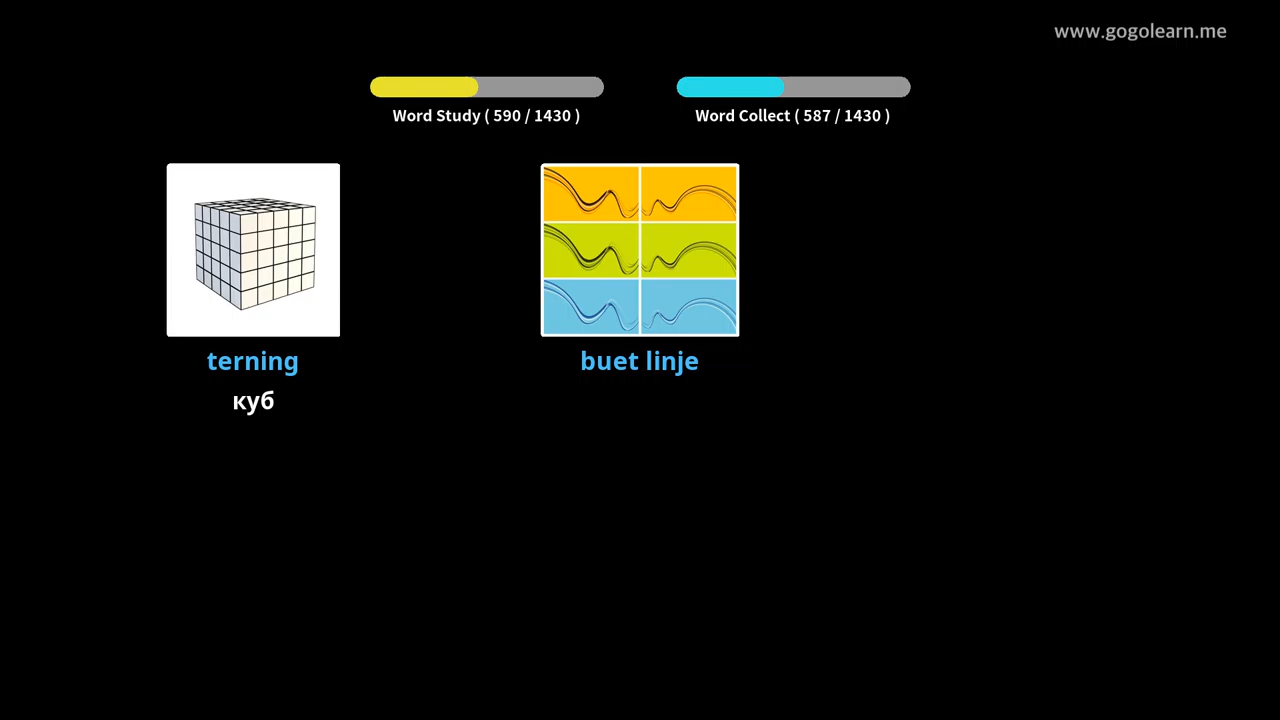 www.gogolearn.me
Word Study ( 590 / 1430 )
Word Collect ( 587 / 1430 )
terning
buet linje
куб